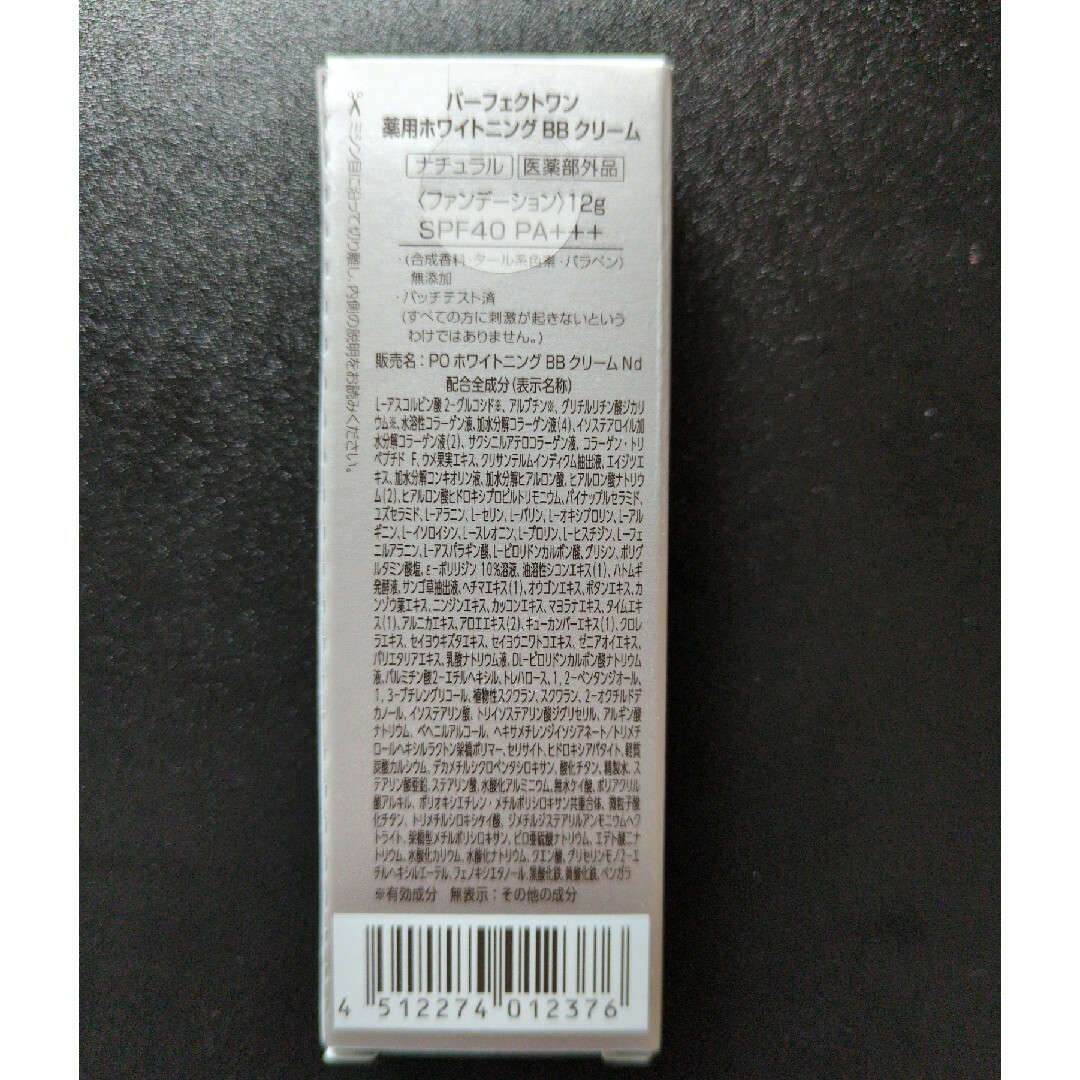 パーフェクトワン
薬用ホワイトニング BB クリーム
ナチュラル 医薬部外品
〈ファンデーション〉12g
SPF40 PA+++
・(合成香料・タール系色素・パラベン)
無添加
・パッチテスト済
(すべての方に刺激が起きないという
わけではありません。)
販売名：PO ホワイトニング BB クリーム Nd
配合全成分(表示名称)
L-アスコルビン酸 2-グルコシド※、アルブチン※、グリチルリチン酸ジカリ
ウム※、水溶性コラーゲン液、加水分解コラーゲン液(4)、イソステアロイル加
水分解コラーゲン液(2)、サクシニルアテロコラーゲン液、コラーゲン・トリ
ペプチド F、ウメ果実エキス、クリサンテルムインディクム抽出液、エイジツエ
キス、加水分解コンキオリン液、加水分解ヒアルロン酸、ヒアルロン酸ナトリウ
ム(2)、ヒアルロン酸ヒドロキシプロピルトリモニウム、パイナップルセラミド、
ユズセラミド、L-アラニン、L-セリン、L-バリン、L-オキシプロリン、L-アル
ギニン、L-イソロイシン、L-スレオニン、L-プロリン、L-ヒスチジン、L-フェ
ニルアラニン、L-アスパラギン酸、L-ピロリドンカルボン酸、グリシン、ポリグ
ルタミン酸塩、ε-ポリリジン 10%溶液、油溶性シコンエキス(1)、ハトムギ
発酵液、サンゴ草抽出液、ヘチマエキス(1)、オウゴンエキス、ボタンエキス、カ
ンゾウ葉エキス、ニンジンエキス、カッコンエキス、マヨラナエキス、タイムエキ
ス(1)、アルニカエキス、アロエエキス(2)、キューカンバーエキス(1)、クロレ
ラエキス、セイヨウキズタエキス、セイヨウニワトコエキス、ゼニアオイエキス、
パリエタリアエキス、乳酸ナトリウム液、DL-ピロリドンカルボン酸ナトリウム
液、パルミチン酸2-エチルヘキシル、トレハロース、1, 2-ペンタンジオール、
1, 3-ブチレングリコール、植物性スクワラン、スクワラン、2-オクチルドデ
カノール、イソステアリン酸、トリイソステアリン酸ジグリセリル、アルギン酸
ナトリウム、ベヘニルアルコール、ヘキサメチレンジイソシアネート/トリメチ
ロールヘキシルラクトン架橋ポリマー、セリサイト、ヒドロキシアパタイト、軽質
炭酸カルシウム、デカメチルシクロペンタシロキサン、酸化チタン、精製水、ス
テアリン酸亜鉛、ステアリン酸、水酸化アルミニウム、無水ケイ酸、ポリアクリル
酸アルキル、ポリオキシエチレン・メチルポリシロキサン共重合体、微粒子酸
化チタン、トリメチルシロキシケイ酸、ジメチルジステアリルアンモニウムヘクト
ライト、架橋型メチルポリシロキサン、ピロ亜硫酸ナトリウム、エデト酸二ナ
トリウム、水酸化カリウム、水酸化ナトリウム、クエン酸、グリセリンモノ2-エ
チルヘキシルエーテル、フェノキシエタノール、黒酸化鉄、黄酸化鉄、ベンガラ
※有効成分 無表示：その他の成分
4 512274 012376
ミシン目に沿って切り離し、内側の説明をお読みください。